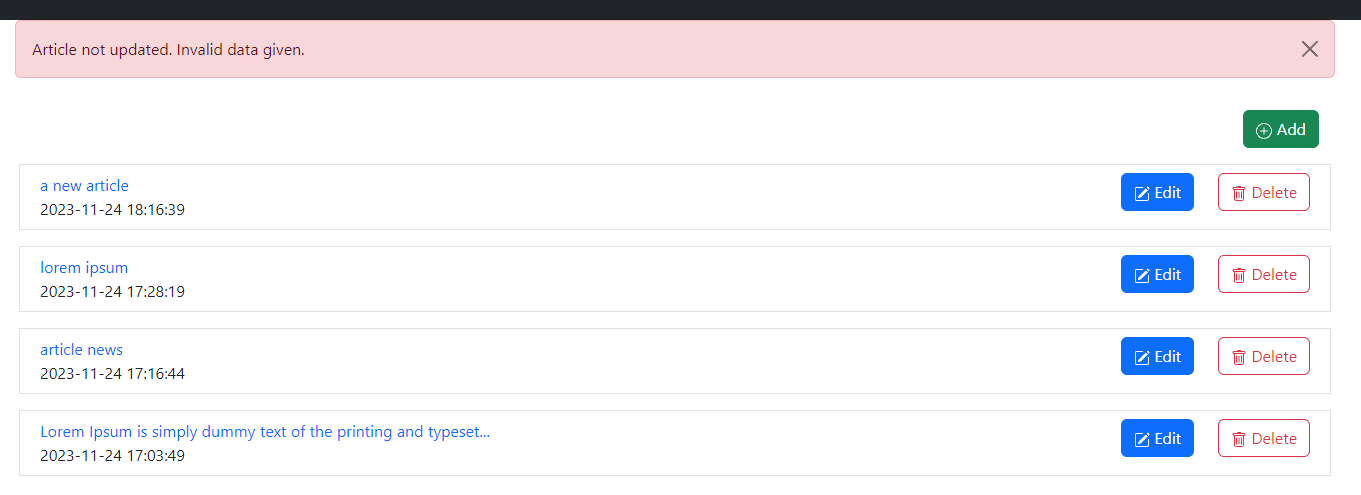 Article not updated. Invalid data given.
Add
a new article
2023-11-24 18:16:39
Edit
Delete
lorem ipsum
2023-11-24 17:28:19
Edit
Delete
article news
2023-11-24 17:16:44
Edit
Delete
Lorem Ipsum is simply dummy text of the printing and typeset...
2023-11-24 17:03:49
Edit
Delete